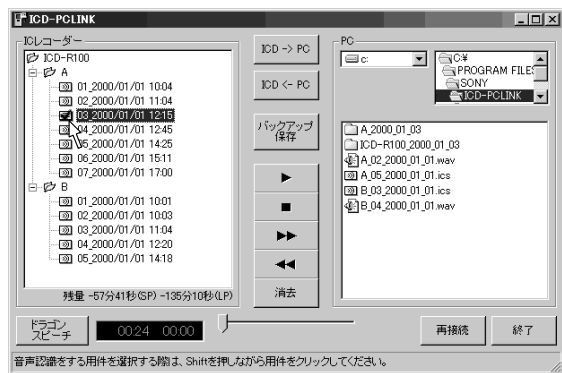 ICD-PCLINK
ICレコーダー
ICD-R100
A
01_2000/01/01 10:04
02_2000/01/01 11:04
03_2000/01/01 12:15
04_2000/01/01 12:45
05_2000/01/01 14:25
06_2000/01/01 15:11
07_2000/01/01 17:00
B
01_2000/01/01 10:01
02_2000/01/01 10:03
03_2000/01/01 11:04
04_2000/01/01 12:20
05_2000/01/01 14:18
残量 -57分41秒(SP) -135分10秒(LP)
ICD -> PC
ICD <- PC
バックアップ
保存
消去
PC
c:
C:¥
PROGRAM FILE
SONY
ICD-PCLINK
A_2000_01_03
ICD-R100_2000_01_03
A_02_2000_01_01.wav
A_05_2000_01_01.ics
B_03_2000_01_01.ics
B_04_2000_01_01.wav
ドラゴン
スピーチ
00:24 00:00
再接続
終了
音声認識をする用件を選択する際は、Shiftを押しながら用件をクリックしてください。